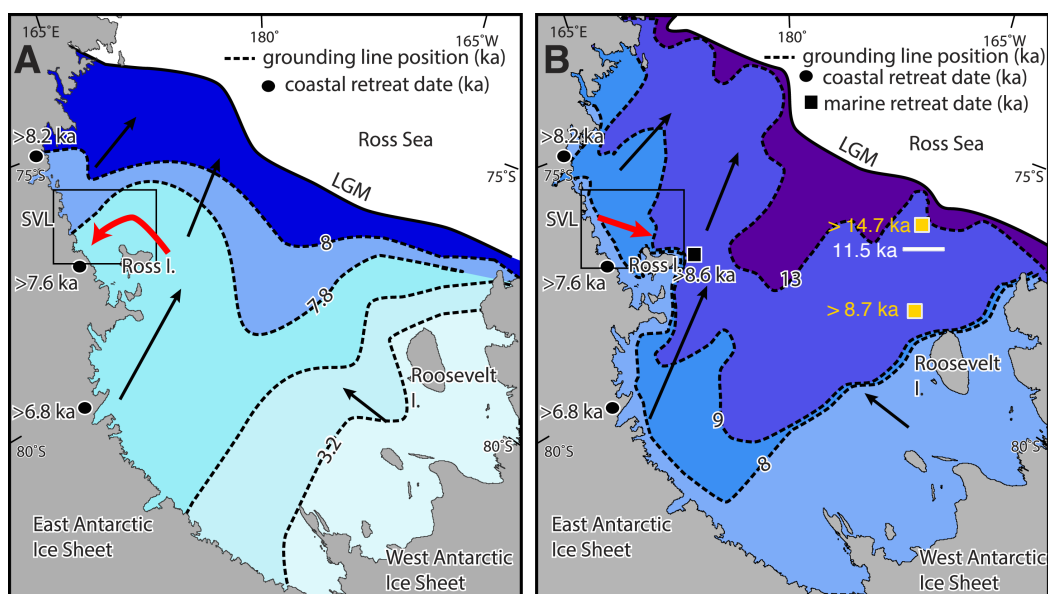 165°E
180°
165°W
A
grounding line position (ka)
coastal retreat date (ka)
>8.2 ka
Ross Sea
75°S
LGM
75°S
SVL
Ross I.
8
>7.6 ka
7.8
Roosevelt
I.
>6.8 ka
3.2
80°S
80°S
East Antarctic
Ice Sheet
West Antarctic
Ice Sheet
165°E
180°
165°W
B
grounding line position (ka)
coastal retreat date (ka)
marine retreat date (ka)
>8.2 ka
Ross Sea
LGM
75°S
75°S
SVL
> 14.7 ka
11.5 ka
Ross I.
>8.6 ka
13
>7.6 ka
> 8.7 ka
Roosevelt
I.
>6.8 ka
9
8
80°S
80°S
East Antarctic
Ice Sheet
West Antarctic
Ice Sheet